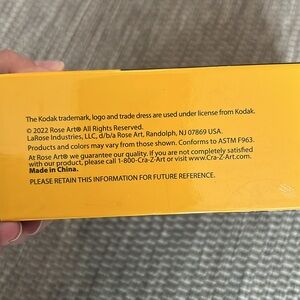 The Kodak trademark, logo and trade dress are used under license from Kodak.
© 2022 Rose Art® All Rights Reserved.
LaRose Industries, LLC, d/b/a Rose Art, Randolph, NJ 07869 USA.
Products and colors may vary from those shown. Conforms to ASTM F963.
At Rose Art® we guarantee our quality. If you are not completely satisfied
with our product, please call 1-800-Cra-Z-Art or visit www.Cra-Z-Art.com.
Made in China.
PLEASE RETAIN THIS INFORMATION FOR FUTURE REFERENCE.